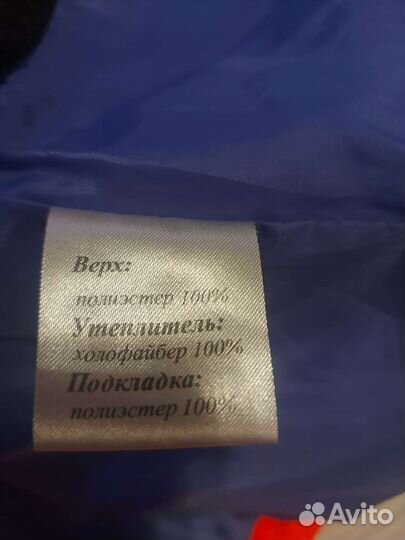 Верх:
полиэстер 100%
Утеплитель:
холофайбер 100%
Подкладка:
полиэстер 100%
Avito